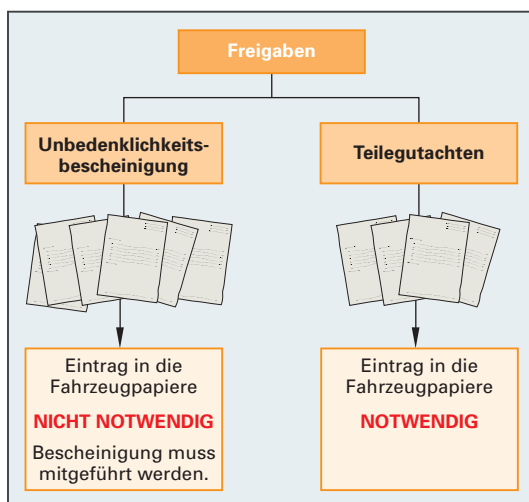 Freigaben
Unbedenklichkeits-
bescheinigung
Teilegutachten
Eintrag in die
Fahrzeugpapiere
NICHT NOTWENDIG
Bescheinigung muss
mitgeführt werden.
Eintrag in die
Fahrzeugpapiere
NOTWENDIG